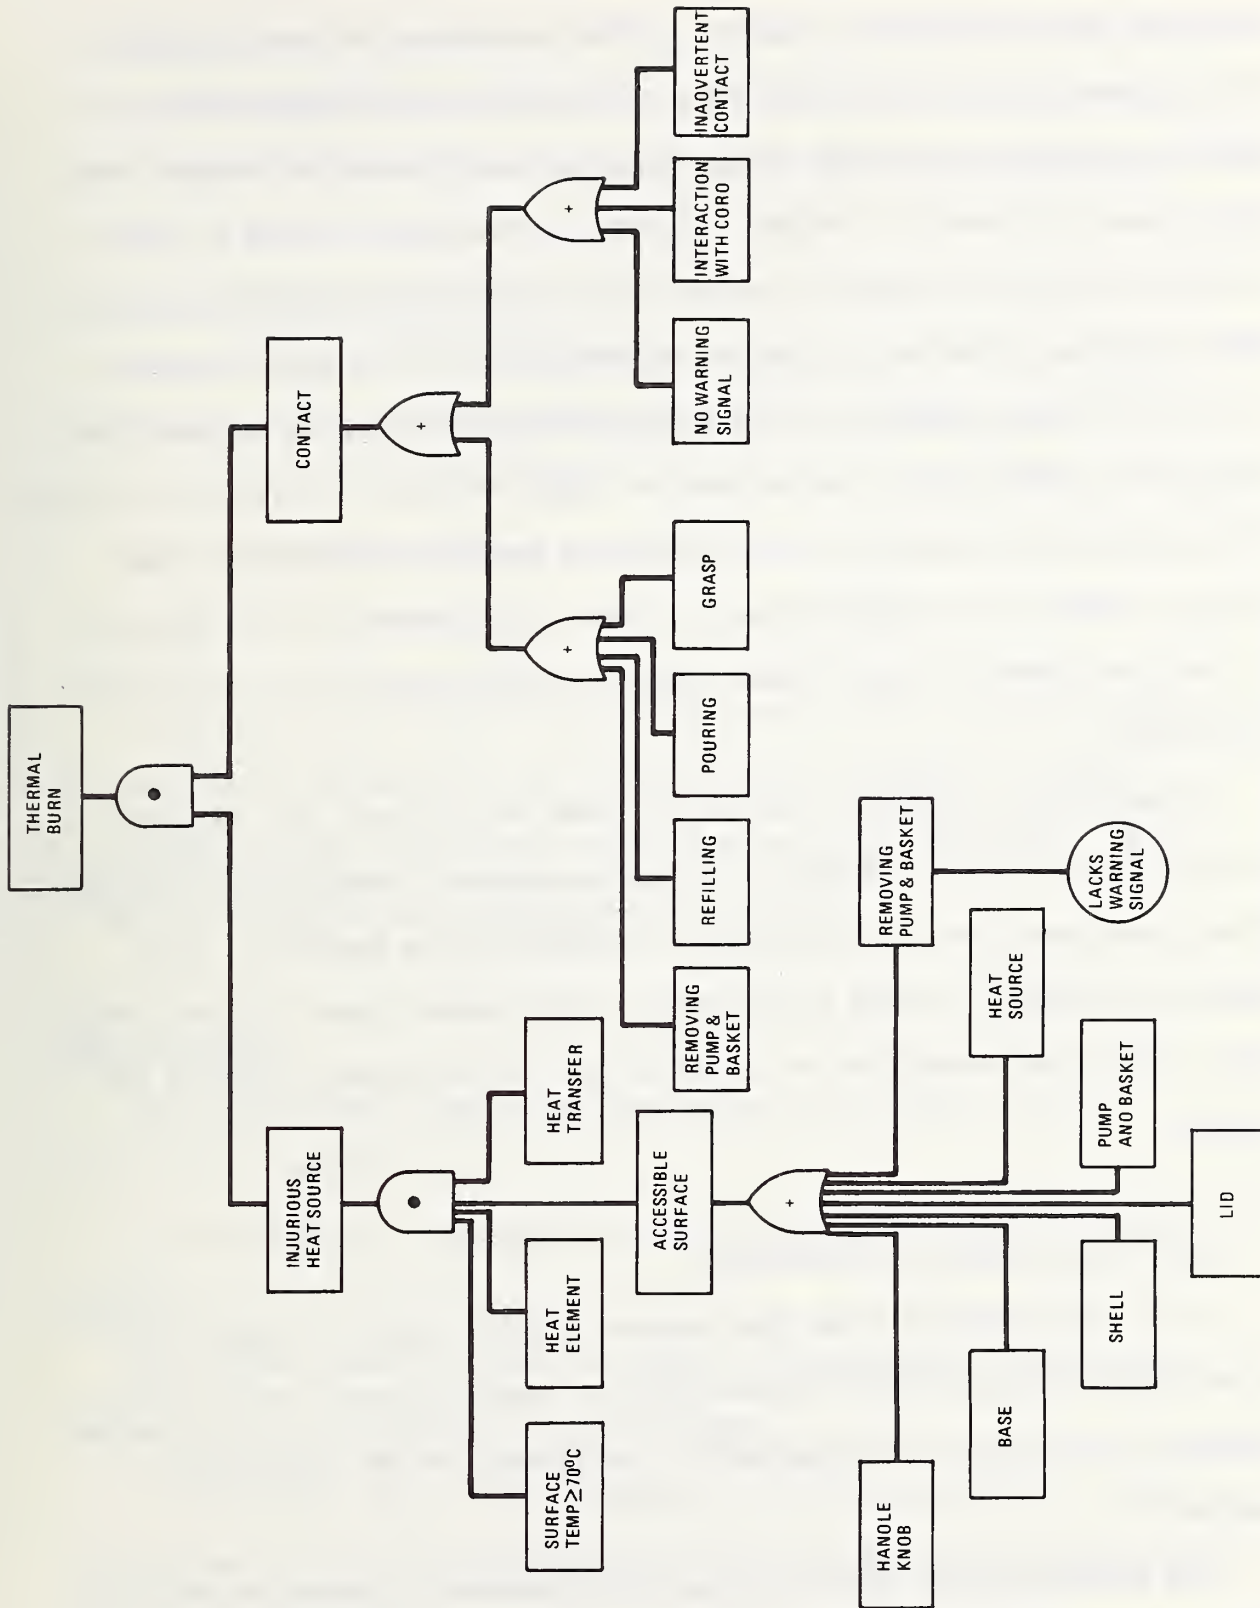 THERMAL
BURN
INJURIOUS
HEAT SOURCE
CONTACT
SURFACE
TEMP≥70ºC
HEAT
ELEMENT
HEAT
TRANSFER
ACCESSIBLE
SURFACE
REMOVING
PUMP &
BASKET
REFILLING
POURING
GRASP
NO WARNING
SIGNAL
INTERACTION
WITH CORO
INAOVERTENT
CONTACT
HANOLE
KNOB
BASE
SHELL
LID
PUMP
ANO BASKET
HEAT
SOURCE
REMOVING
PUMP & BASKET
LACKS
WARNING
SIGNAL
+
+
+
+